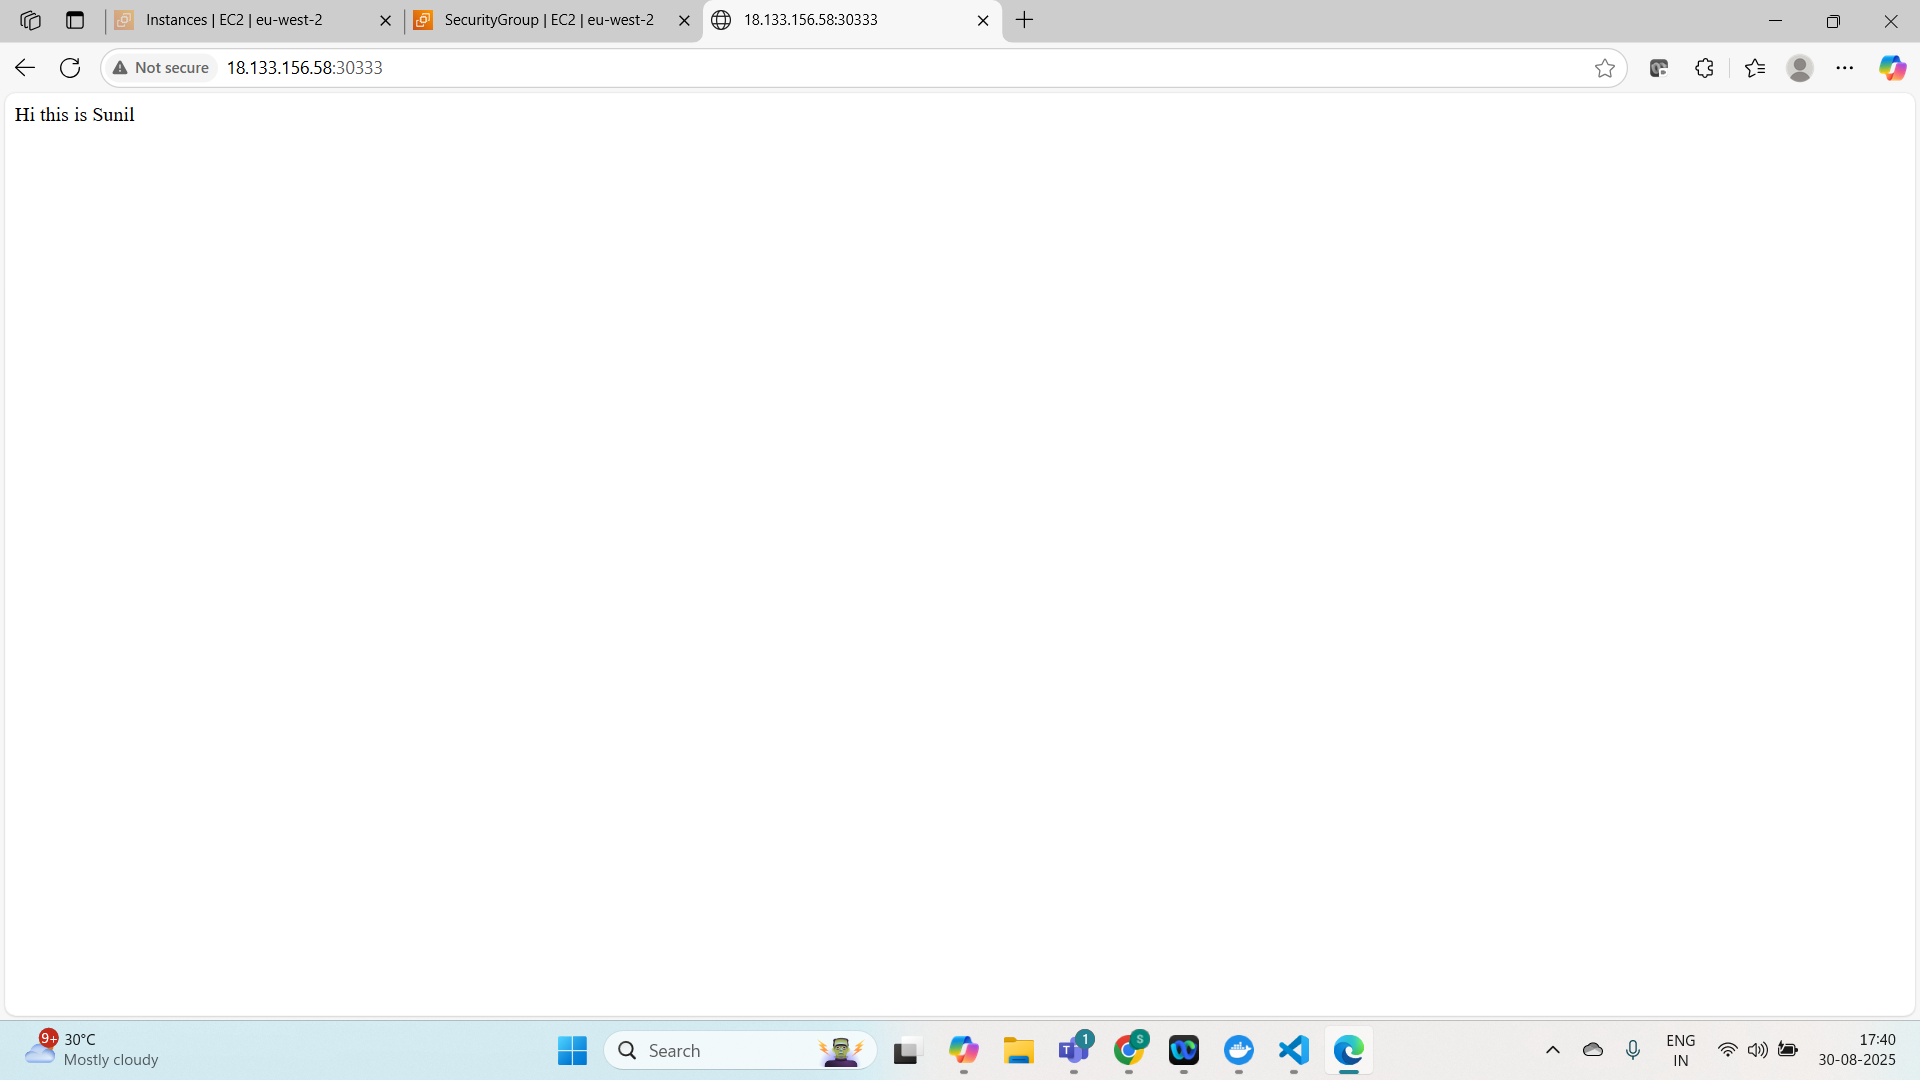 Instances | EC2 | eu-west-2
SecurityGroup | EC2 | eu-west-2
18.133.156.58:30333
Not secure
18.133.156.58:30333
Hi this is Sunil
9+
30°C
Mostly cloudy
Search
1
S
ENG
IN
17:40
30-08-2025